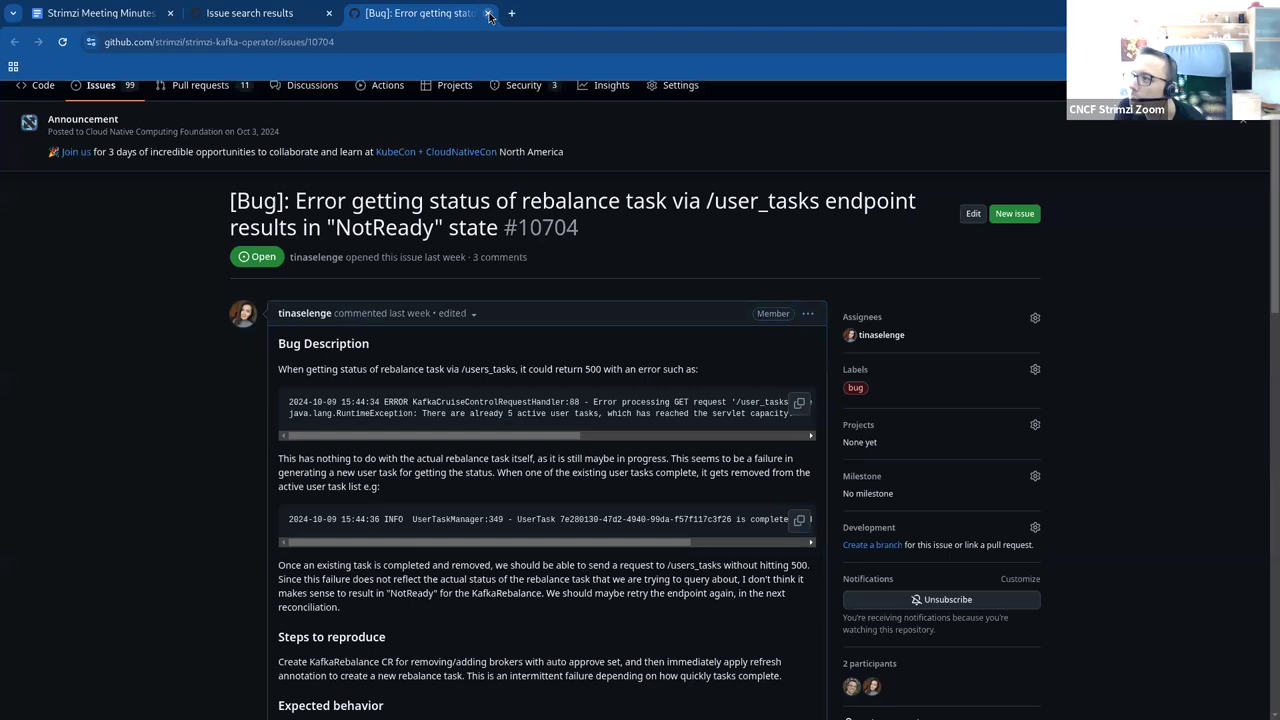 Strimzi Meeting Minutes
Issue search results
[Bug]: Error getting statu
github.com/strimzi/strimzi-kafka-operator/issues/10704
Code
Issues 99
Pull requests 11
Discussions
Actions
Projects
Security 3
Insights
Settings
CNCF Strimzi Zoom
Announcement
Posted to Cloud Native Computing Foundation on Oct 3, 2024
🎉 Join us for 3 days of incredible opportunities to collaborate and learn at KubeCon + CloudNativeCon North America
[Bug]: Error getting status of rebalance task via /user_tasks endpoint
results in "NotReady" state #10704
Edit
New issue
Open
tinaselenge opened this issue last week · 3 comments
tinaselenge commented last week • edited
Member
Bug Description
When getting status of rebalance task via /users_tasks, it could return 500 with an error such as:
2024-10-09 15:44:34 ERROR KafkaCruiseControlRequestHandler:88 - Error processing GET request '/user_tasks
java.lang.RuntimeException: There are already 5 active user tasks, which has reached the servlet capacity.
This has nothing to do with the actual rebalance task itself, as it is still maybe in progress. This seems to be a failure in
generating a new user task for getting the status. When one of the existing user tasks complete, it gets removed from the
active user task list e.g:
2024-10-09 15:44:36 INFO UserTaskManager:349 - UserTask 7e280130-47d2-4940-99da-f57f117c3f26 is complete
Once an existing task is completed and removed, we should be able to send a request to /users_tasks without hitting 500.
Since this failure does not reflect the actual status of the rebalance task that we are trying to query about, I don't think it
makes sense to result in "NotReady" for the KafkaRebalance. We should maybe retry the endpoint again, in the next
reconciliation.
Steps to reproduce
Create KafkaRebalance CR for removing/adding brokers with auto approve set, and then immediately apply refresh
annotation to create a new rebalance task. This is an intermittent failure depending on how quickly tasks complete.
Expected behavior
Assignees
tinaselenge
Labels
bug
Projects
None yet
Milestone
No milestone
Development
Create a branch for this issue or link a pull request.
Notifications
Customize
Unsubscribe
You're receiving notifications because you're
watching this repository.
2 participants